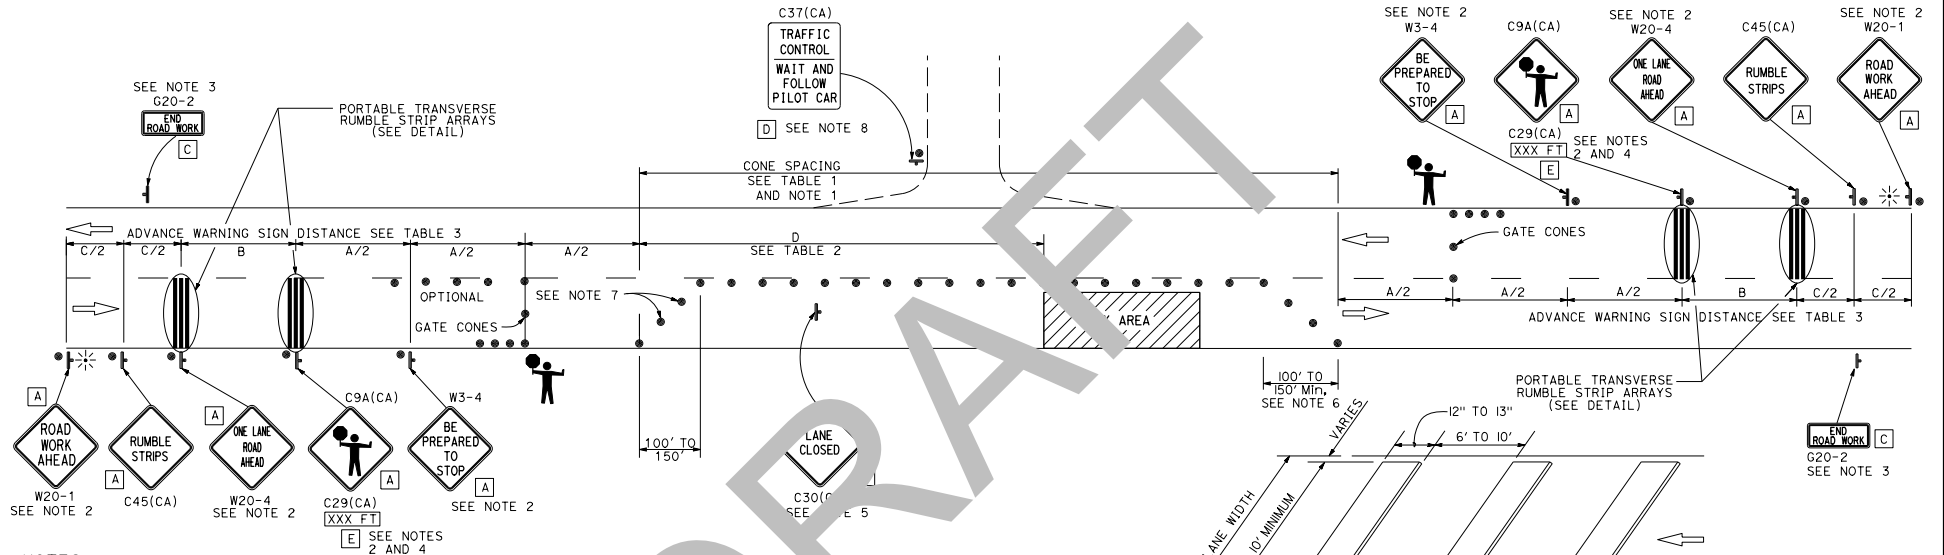 C37(CA)
TRAFFIC
CONTROL
WAIT AND
FOLLOW
PILOT CAR
D SEE NOTE 8
SEE NOTE 3
G20-2
END
ROAD WORK
C
PORTABLE TRANSVERSE
RUMBLE STRIP ARRAYS
(SEE DETAIL)
CONE SPACING
SEE TABLE 1
AND NOTE 1
SEE NOTE 2
W3-4
BE
PREPARED
TO
STOP
A
C9A(CA)
A
C29(CA)
XXX FT
SEE NOTES
2 AND 4
E
SEE NOTE 2
W20-4
ONE LANE
ROAD
AHEAD
A
C45(CA)
RUMBLE
STRIPS
A
SEE NOTE 2
W20-1
ROAD
WORK
AHEAD
A
ADVANCE WARNING SIGN DISTANCE SEE TABLE 3
C/2 C/2 B A/2 A/2 A/2
D
SEE TABLE 2
OPTIONAL
GATE CONES
SEE NOTE 7
GATE CONES
AREA
A/2 A/2 A/2 B C/2 C/2
ADVANCE WARNING SIGN DISTANCE SEE TABLE 3
100' TO
150'
100' TO
150' Min,
SEE NOTE 6
PORTABLE TRANSVERSE
RUMBLE STRIP ARRAYS
(SEE DETAIL)
END
ROAD WORK
C
G20-2
SEE NOTE 3
A
ROAD
WORK
AHEAD
W20-1
SEE NOTE 2
RUMBLE
STRIPS
A
C45(CA)
A
ONE LANE
ROAD
AHEAD
W20-4
SEE NOTE 2
C9A(CA)
A
C29(CA)
XXX FT
E SEE NOTES
2 AND 4
W3-4
BE
PREPARED
TO
STOP
A
SEE NOTE 2
LANE
CLOSED
5
VARIES
12" TO 13"
6' TO 10'
WIDTH
10' MINIMUM
DRAFT